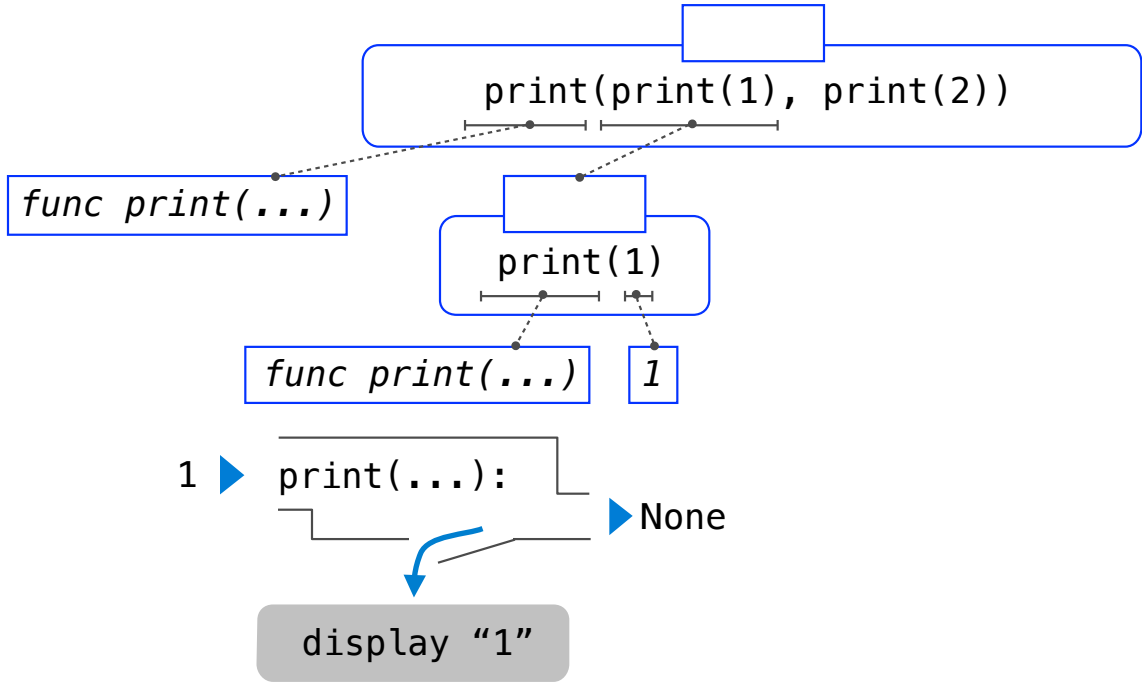 print(print(1), print(2))
func print(...)
print(1)
func print(...)
1
1
print(...):
None
display “1”